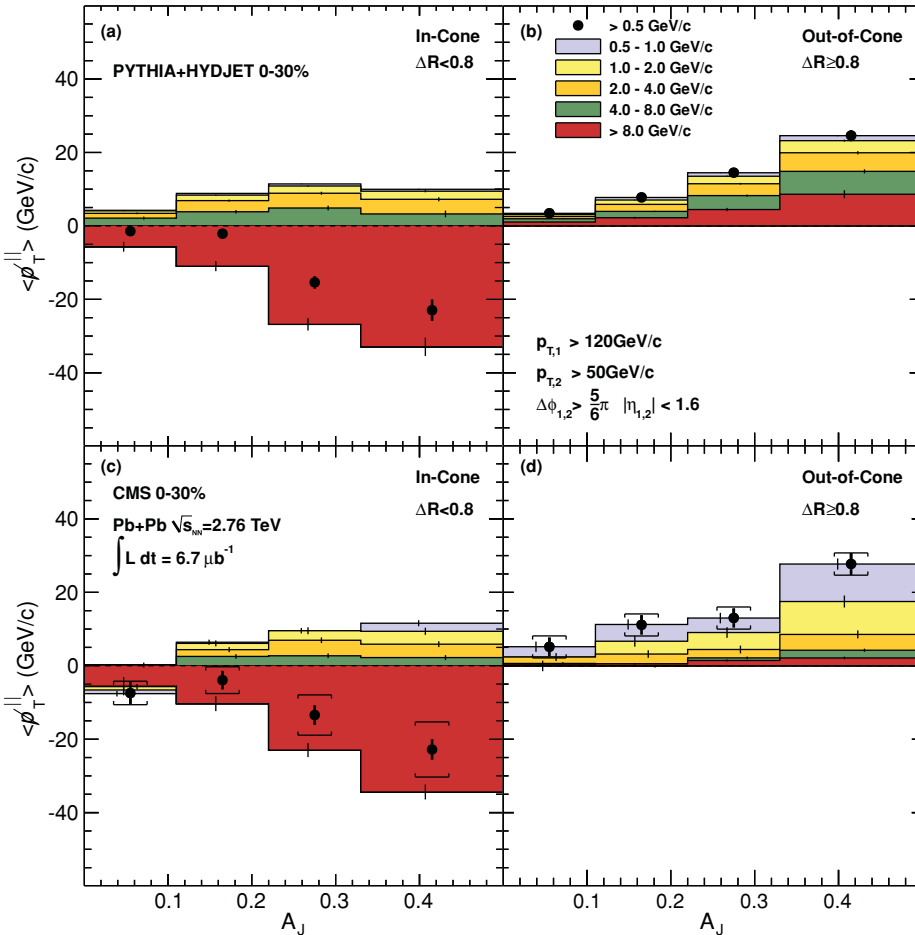 (a)
In-Cone
ΔR<0.8
PYTHIA+HYDJET 0-30%
(b)
> 0.5 GeV/c
0.5 - 1.0 GeV/c
1.0 - 2.0 GeV/c
2.0 - 4.0 GeV/c
4.0 - 8.0 GeV/c
> 8.0 GeV/c
Out-of-Cone
ΔR≥0.8
40
20
0
-20
-40
<p̸_T^||> (GeV/c)
p_T,1 > 120GeV/c
p_T,2 > 50GeV/c
Δϕ_1,2 > 5/6 π |η_1,2| < 1.6
(c)
In-Cone
ΔR<0.8
CMS 0-30%
Pb+Pb √s_NN=2.76 TeV
∫L dt = 6.7 μb⁻¹
(d)
Out-of-Cone
ΔR≥0.8
40
20
0
-20
-40
<p̸_T^||> (GeV/c)
0.1 0.2 0.3 0.4
0.1 0.2 0.3 0.4
A_J
A_J